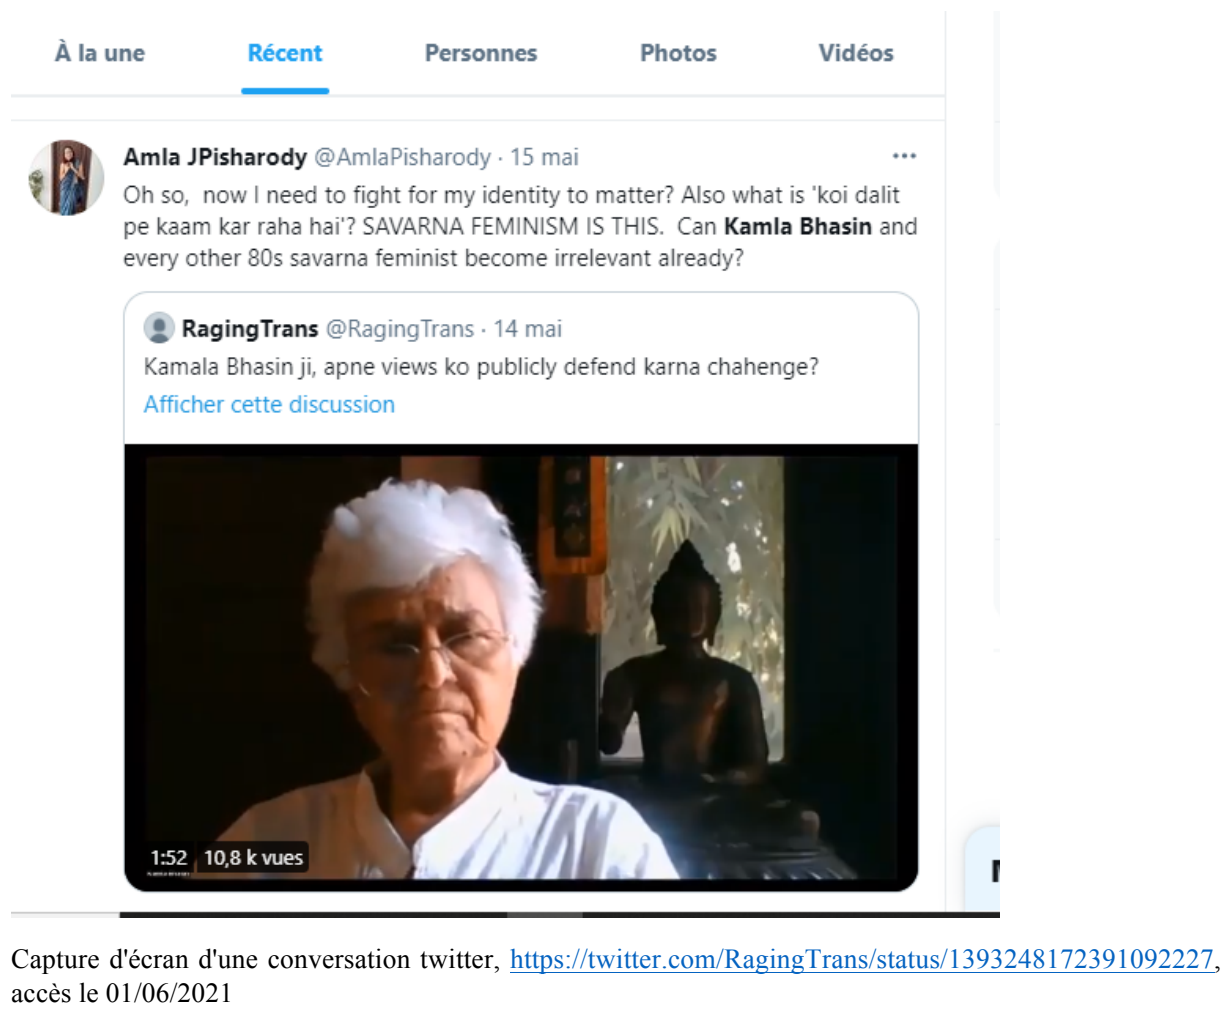 À la une Récent Personnes Photos Vidéos
Amla JPisharody @AmlaPisharody · 15 mai
Oh so, now I need to fight for my identity to matter? Also what is 'koi dalit
pe kaam kar raha hai'? SAVARNA FEMINISM IS THIS. Can Kamla Bhasin and
every other 80s savarna feminist become irrelevant already?
RagingTrans @RagingTrans · 14 mai
Kamala Bhasin ji, apne views ko publicly defend karna chahenge?
Afficher cette discussion
1:52 10,8 k vues
Capture d'écran d'une conversation twitter, https://twitter.com/RagingTrans/status/1393248172391092227,
accès le 01/06/2021